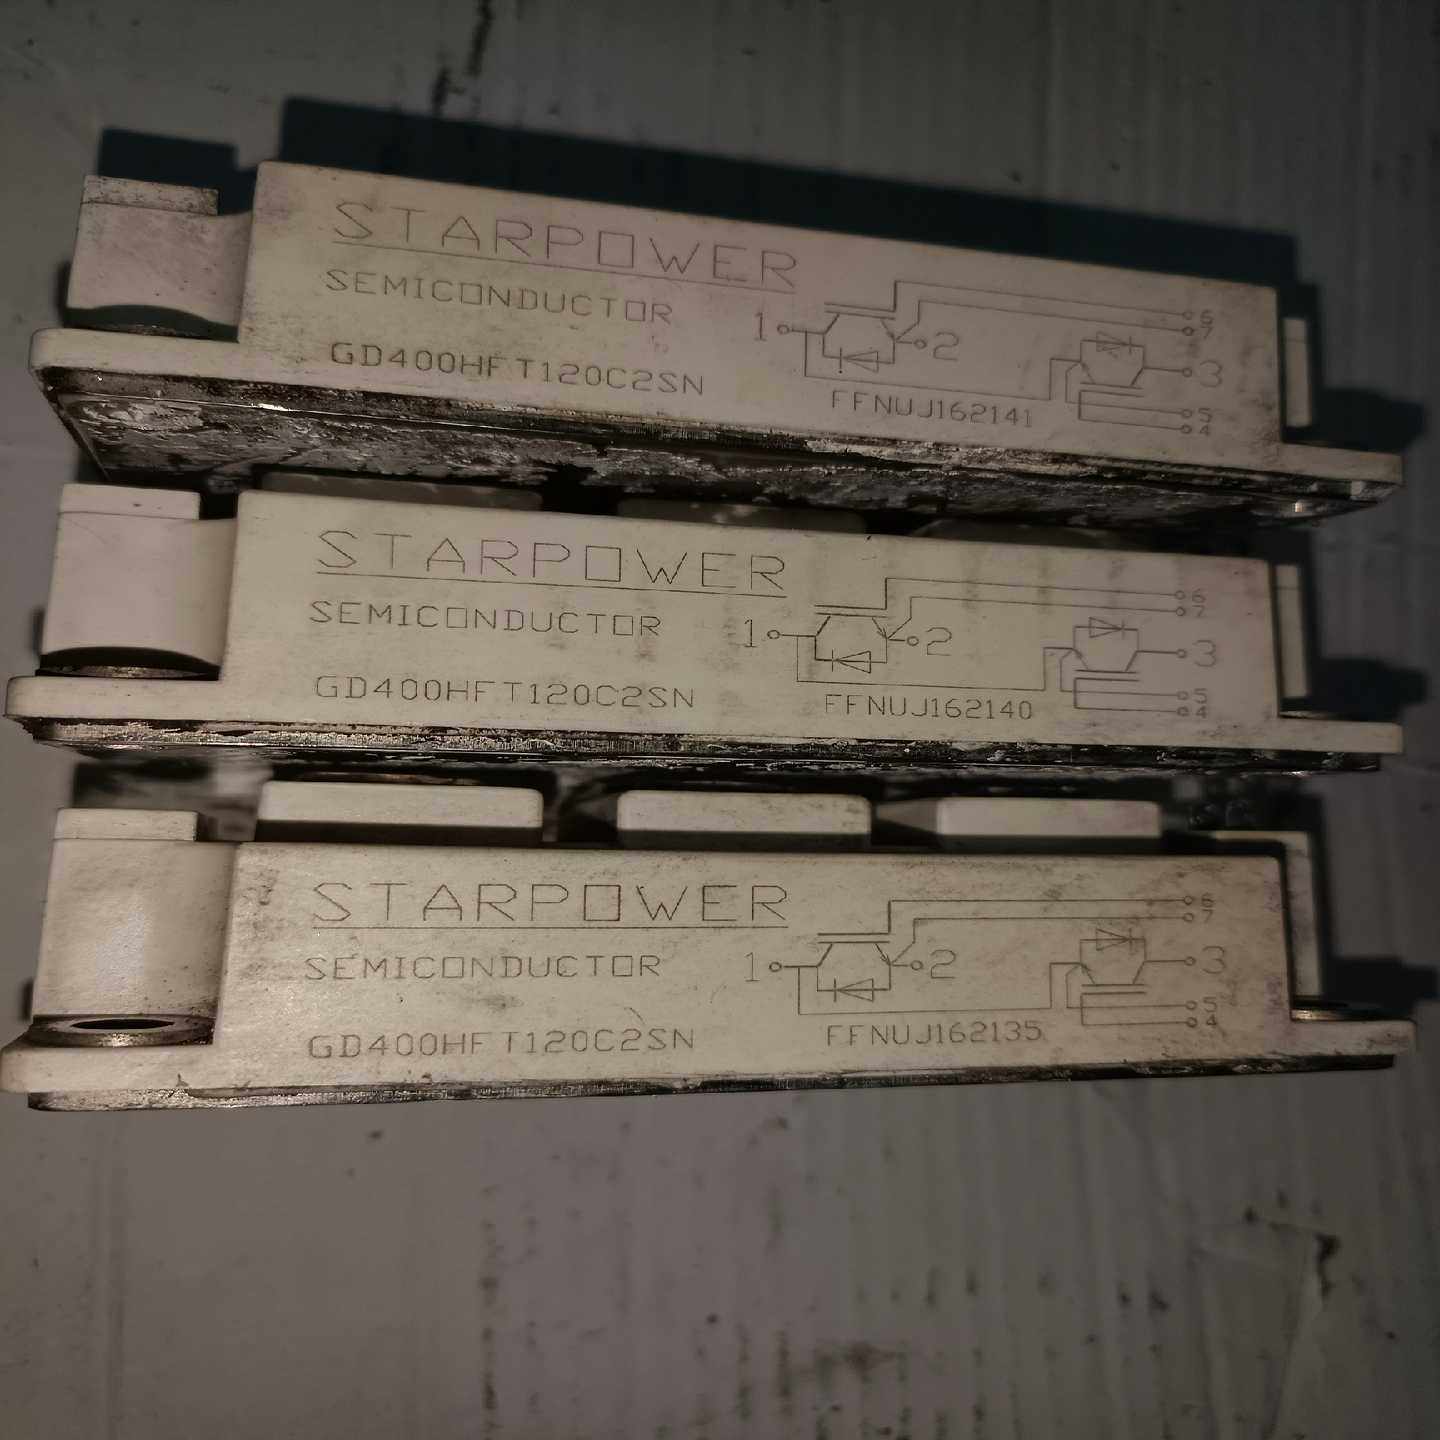 STARPOWER
SEMICONDUCTOR
GD400HFT120C2SN
1
2
6
7
3
5
4
FFNUJ162141
STARPOWER
SEMICONDUCTOR
GD400HFT120C2SN
1
2
6
7
3
5
4
FFNUJ162140
STARPOWER
SEMICONDUCTOR
GD400HFT120C2SN
1
2
6
7
3
5
4
FFNUJ162135